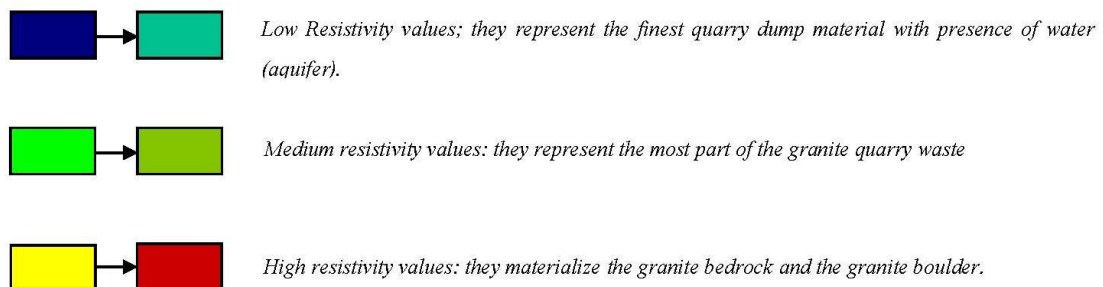 Low Resistivity values; they represent the finest quarry dump material with presence of water
(aquifer).
Medium resistivity values: they represent the most part of the granite quarry waste
High resistivity values: they materialize the granite bedrock and the granite boulder.